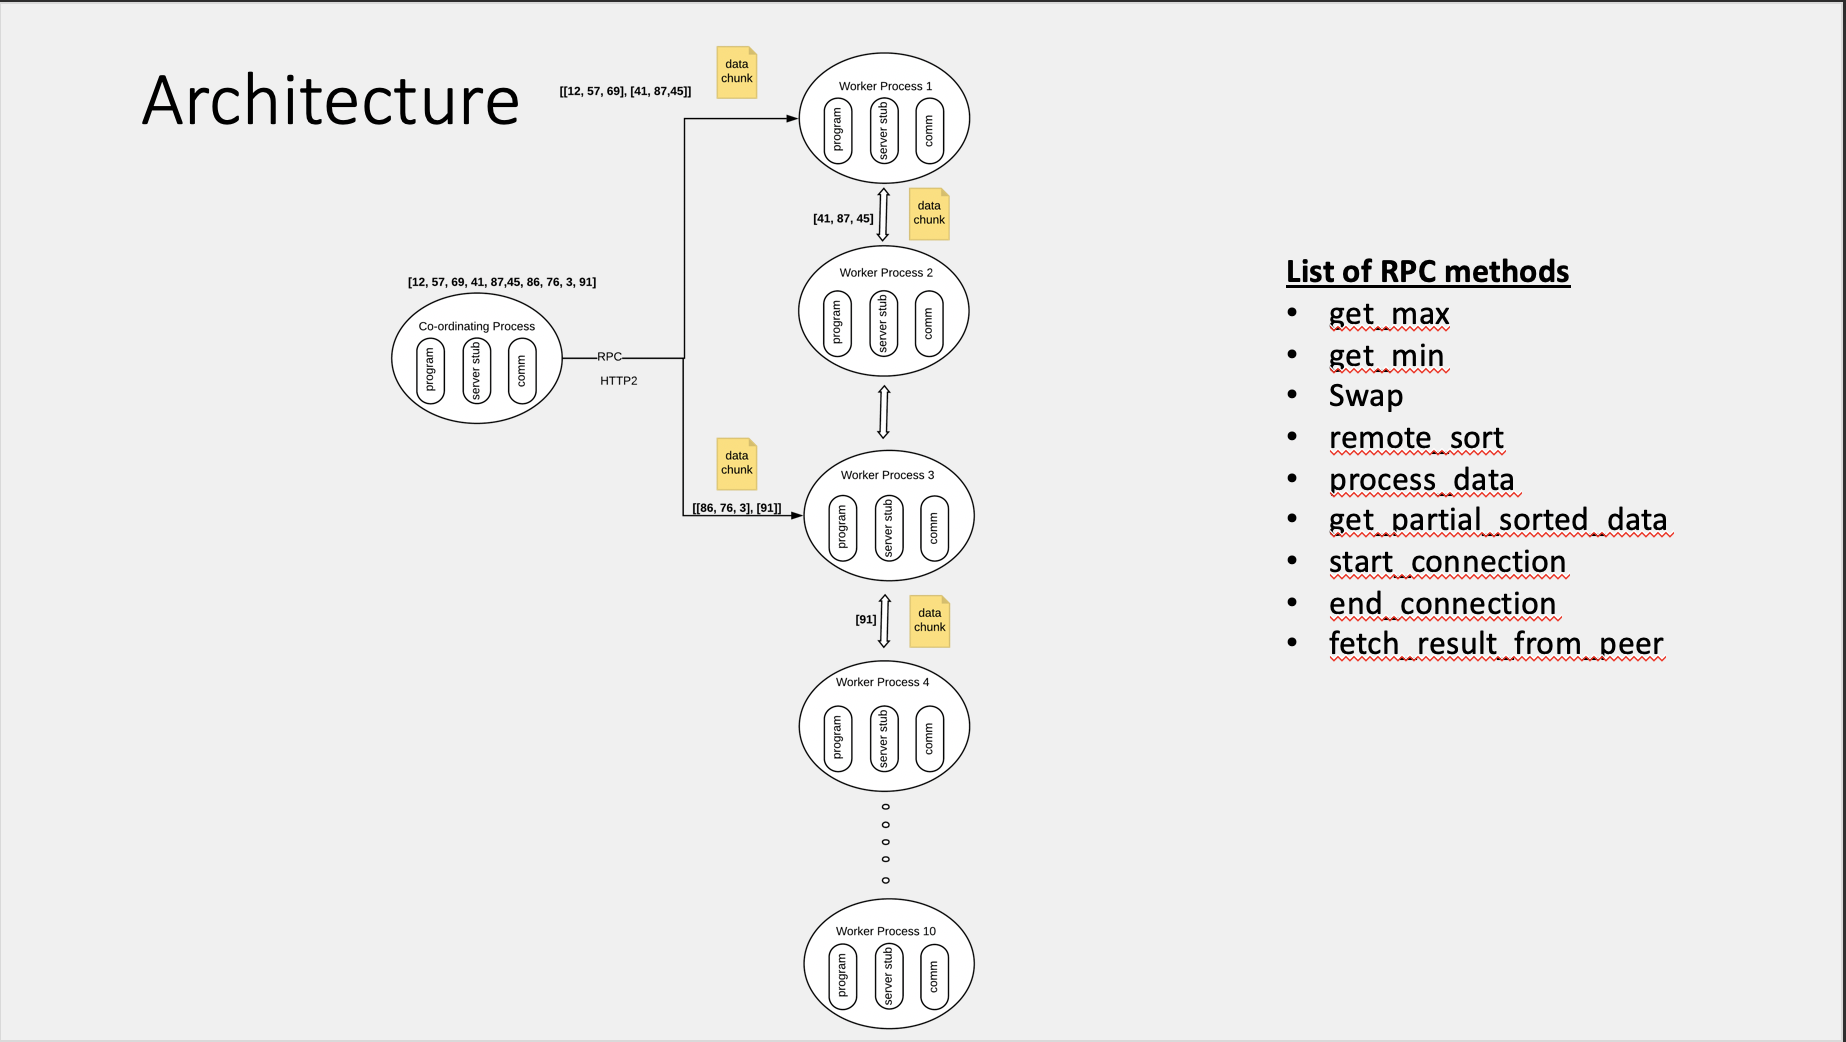 Architecture
[[12, 57, 69], [41, 87,45]]
data
chunk
Worker Process 1
program
server stub
comm
[41, 87, 45]
data
chunk
Worker Process 2
program
server stub
comm
[12, 57, 69, 41, 87,45, 86, 76, 3, 91]
Co-ordinating Process
program
server stub
comm
RPC
HTTP2
data
chunk
[[86, 76, 3], [91]]
Worker Process 3
program
server stub
comm
[91]
data
chunk
Worker Process 4
program
server stub
comm
Worker Process 10
program
server stub
comm
List of RPC methods
• get_max
• get_min
• Swap
• remote_sort
• process_data
• get_partial_sorted_data
• start_connection
• end_connection
• fetch_result_from_peer